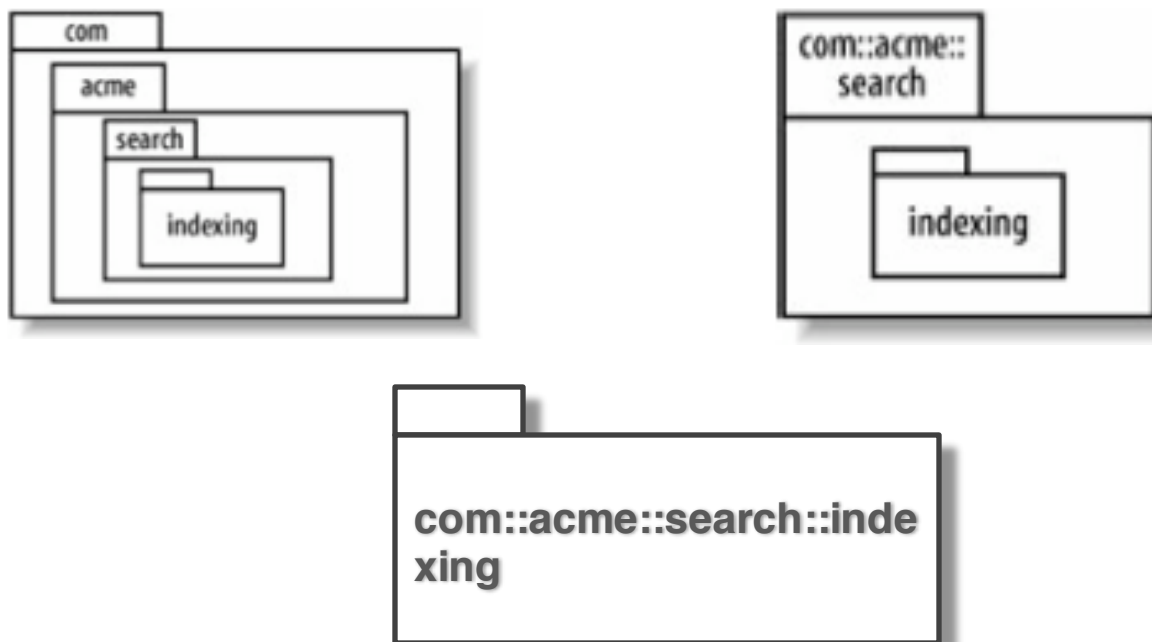 com
acme
search
indexing
com::acme::
search
indexing
com::acme::search::inde
xing